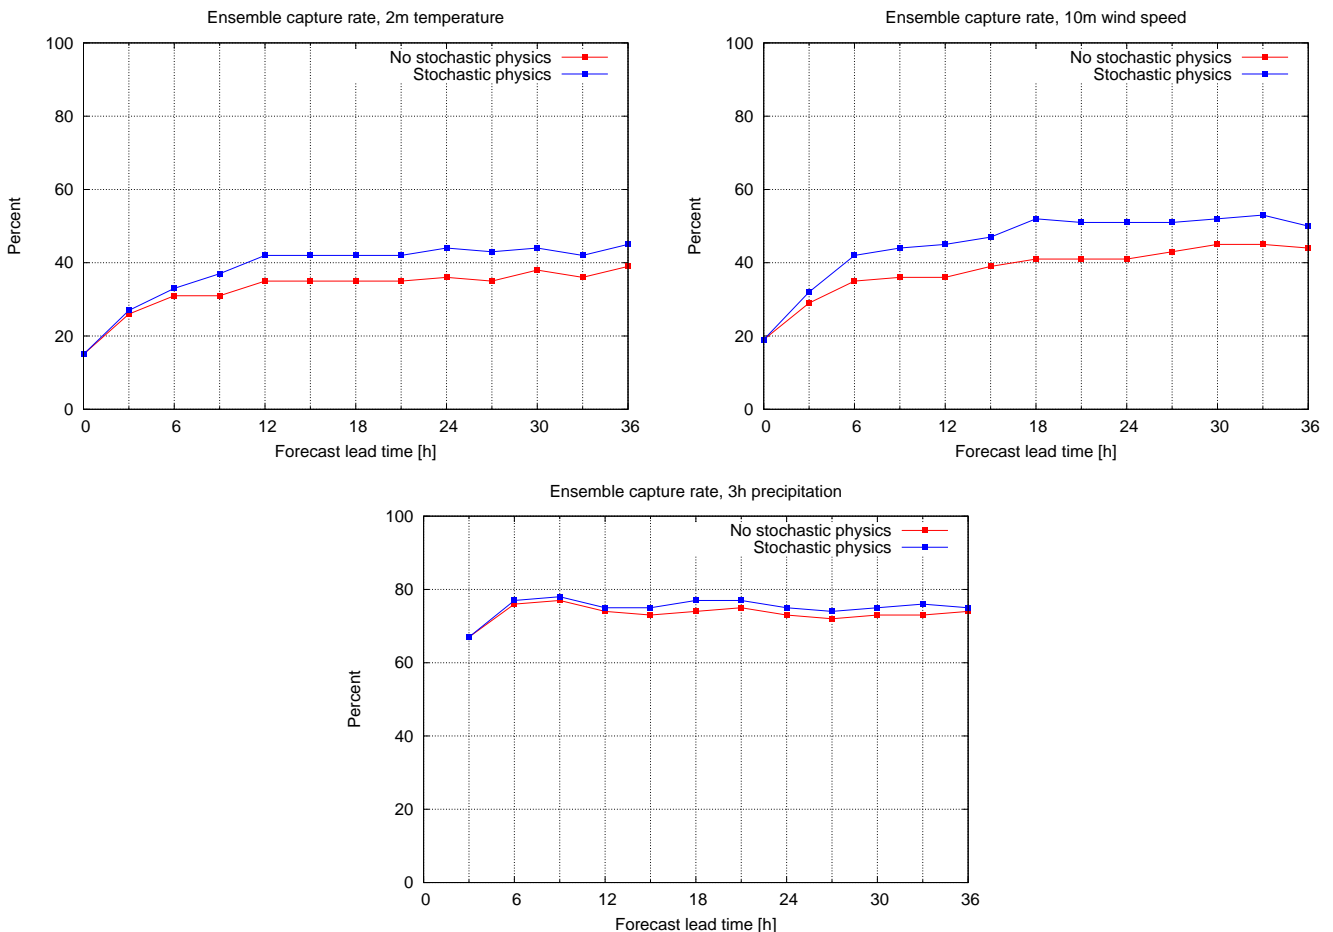 Ensemble capture rate, 2m temperature
100
80
60
40
20
0
Percent
No stochastic physics
Stochastic physics
0 6 12 18 24 30 36
Forecast lead time [h]
Ensemble capture rate, 10m wind speed
100
80
60
40
20
0
Percent
No stochastic physics
Stochastic physics
0 6 12 18 24 30 36
Forecast lead time [h]
Ensemble capture rate, 3h precipitation
100
80
60
40
20
0
Percent
No stochastic physics
Stochastic physics
0 6 12 18 24 30 36
Forecast lead time [h]